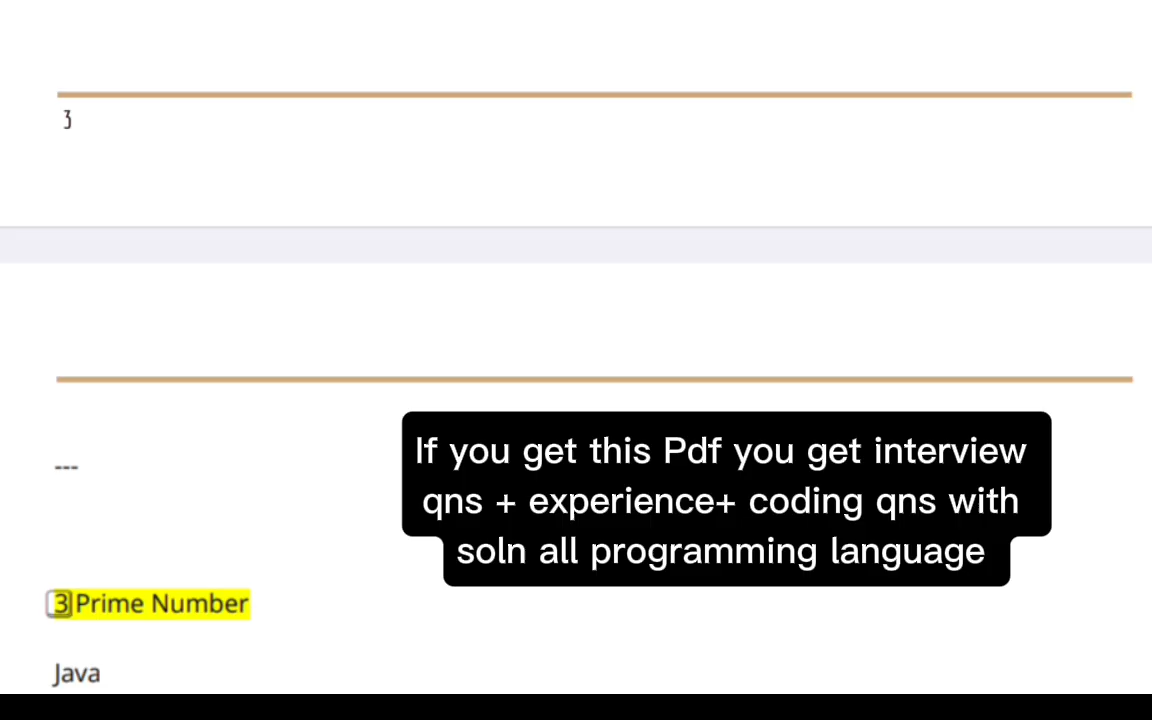 }
---
If you get this Pdf you get interview
qns + experience+ coding qns with
soln all programming language
3 Prime Number
Java